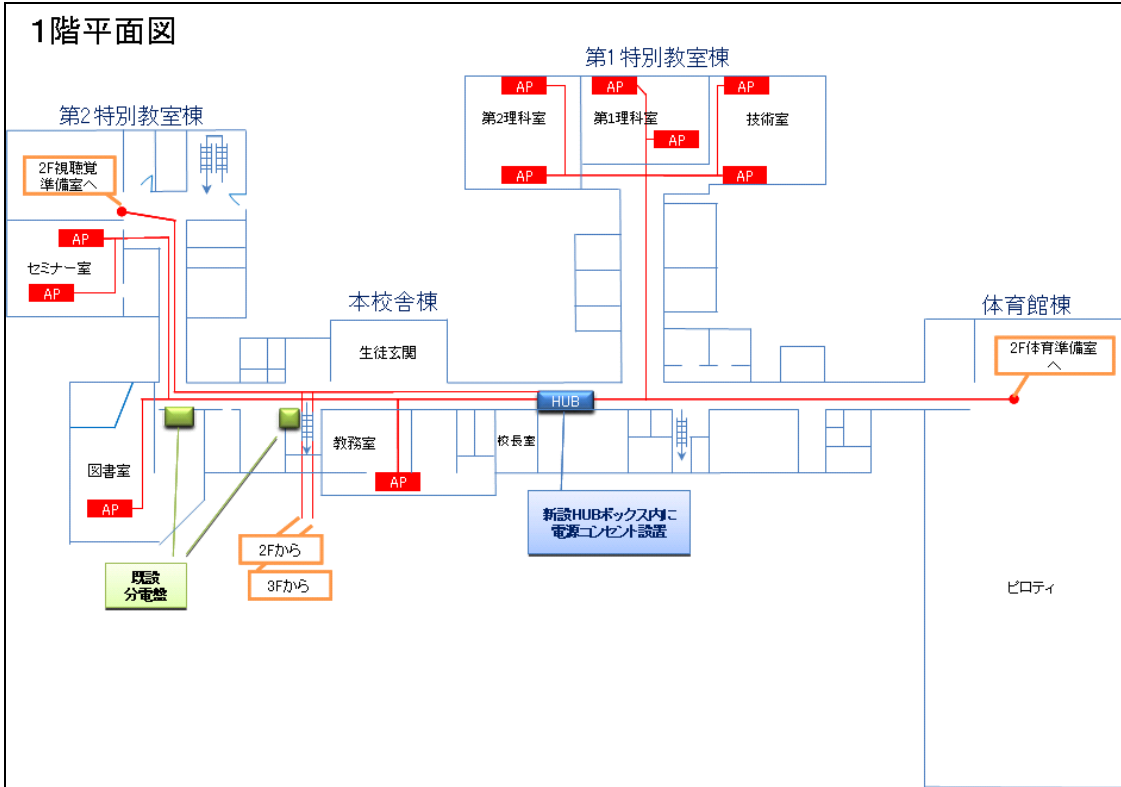 1階平面図
第1特別教室棟
AP
AP
AP
第2特別教室棟
第2理科室
第1理科室
技術室
AP
2F視聴覚
準備室へ
AP
AP
AP
セミナー室
AP
本校舎棟
体育館棟
生徒玄関
2F体育準備室
へ
HUB
教務室
校長室
図書室
AP
AP
新設HUBボックス内に
電源コンセント設置
2Fから
3Fから
既設
分電盤
ピロティ